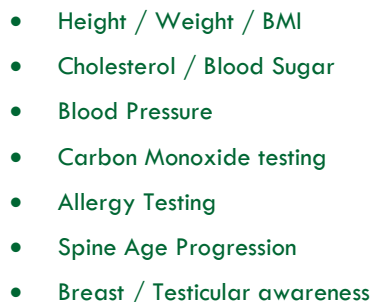 • Height / Weight / BMI
• Cholesterol / Blood Sugar
• Blood Pressure
• Carbon Monoxide testing
• Allergy Testing
• Spine Age Progression
• Breast / Testicular awareness